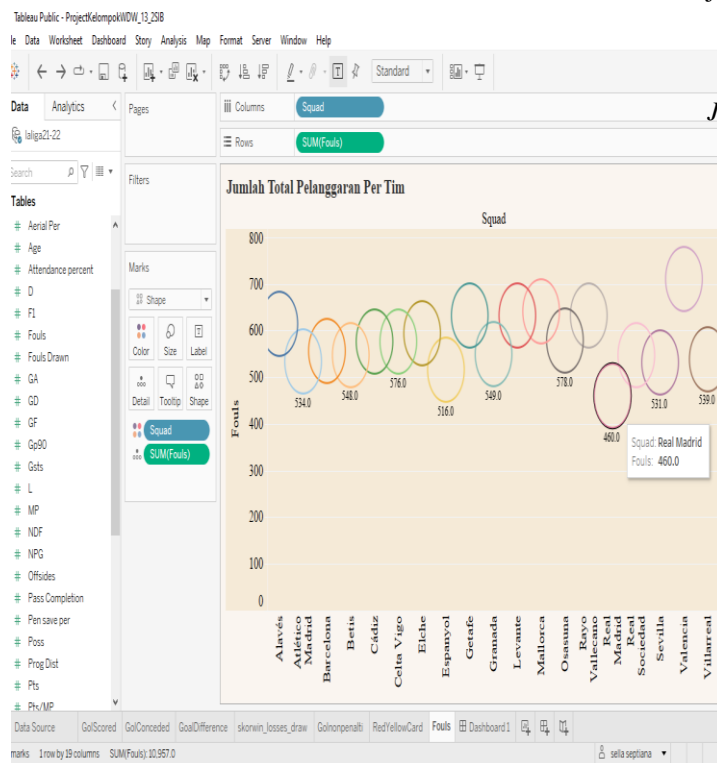 Tableau Public - ProjectKelompokWDW_13_2SIB
le Data Worksheet Dashboard Story Analysis Map Format Server Window Help
Standard
Data Analytics
Pages
Columns Squad
laliga21-22
Rows SUM(Fouls)
Search
Filters
Tables
Aerial Per
Age
Attendance percent
D
F1
Fouls
Fouls Drawn
GA
GD
GF
Gp90
Gsts
L
MP
NDF
NPG
Offsides
Pass Completion
Pen save per
Poss
Prog Dist
Pts
Pts/MP
Marks
Shape
Color Size Label
Detail Tooltip Shape
Squad
SUM(Fouls)
Jumlah Total Pelanggaran Per Tim
Squad
Fouls
800
700
600
500
400
300
200
100
0
534.0
548.0
576.0
516.0
549.0
578.0
460.0
531.0
539.0
Squad: Real Madrid
Fouls: 460.0
Alavés
Atlético
Madrid
Barcelona
Betis
Cádiz
Celta Vigo
Elche
Espanyol
Getafe
Granada
Levante
Mallorca
Osasuna
Rayo
Vallecano
Real
Madrid
Real
Sociedad
Sevilla
Valencia
Villarreal
Data Source GolScored GolConceded GoalDifference skorwin_losses_draw Golnonpenalti RedYellowCard Fouls Dashboard 1
marks 1 row by 19 columns SUM(Fouls): 10,957.0 sella septiana